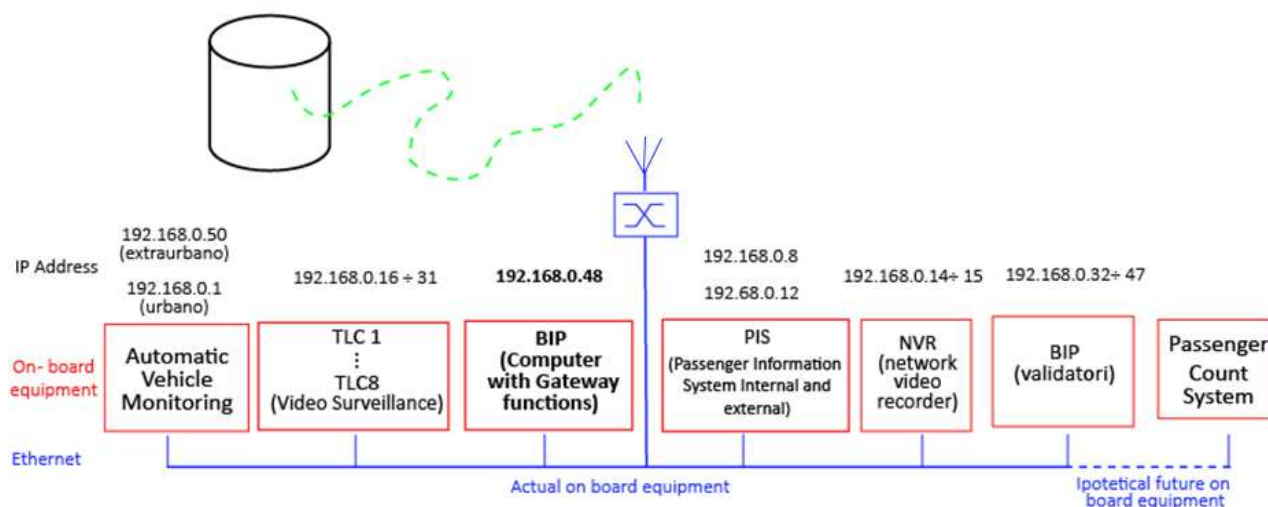 IP Address
192.168.0.50
(extraurbano)
192.168.0.1
(urbano)
192.168.0.16 ÷ 31
192.168.0.48
192.168.0.8
192.68.0.12
192.168.0.14÷ 15
192.168.0.32÷ 47
On- board
equipment
Automatic
Vehicle
Monitoring
TLC 1
⋮
TLC8
(Video Surveillance)
BIP
(Computer
with Gateway
functions)
PIS
(Passenger Information
System Internal and
external)
NVR
(network
video
recorder)
BIP
(validatori)
Passenger
Count
System
Ethernet
Actual on board equipment
Ipotetical future on
board equipment